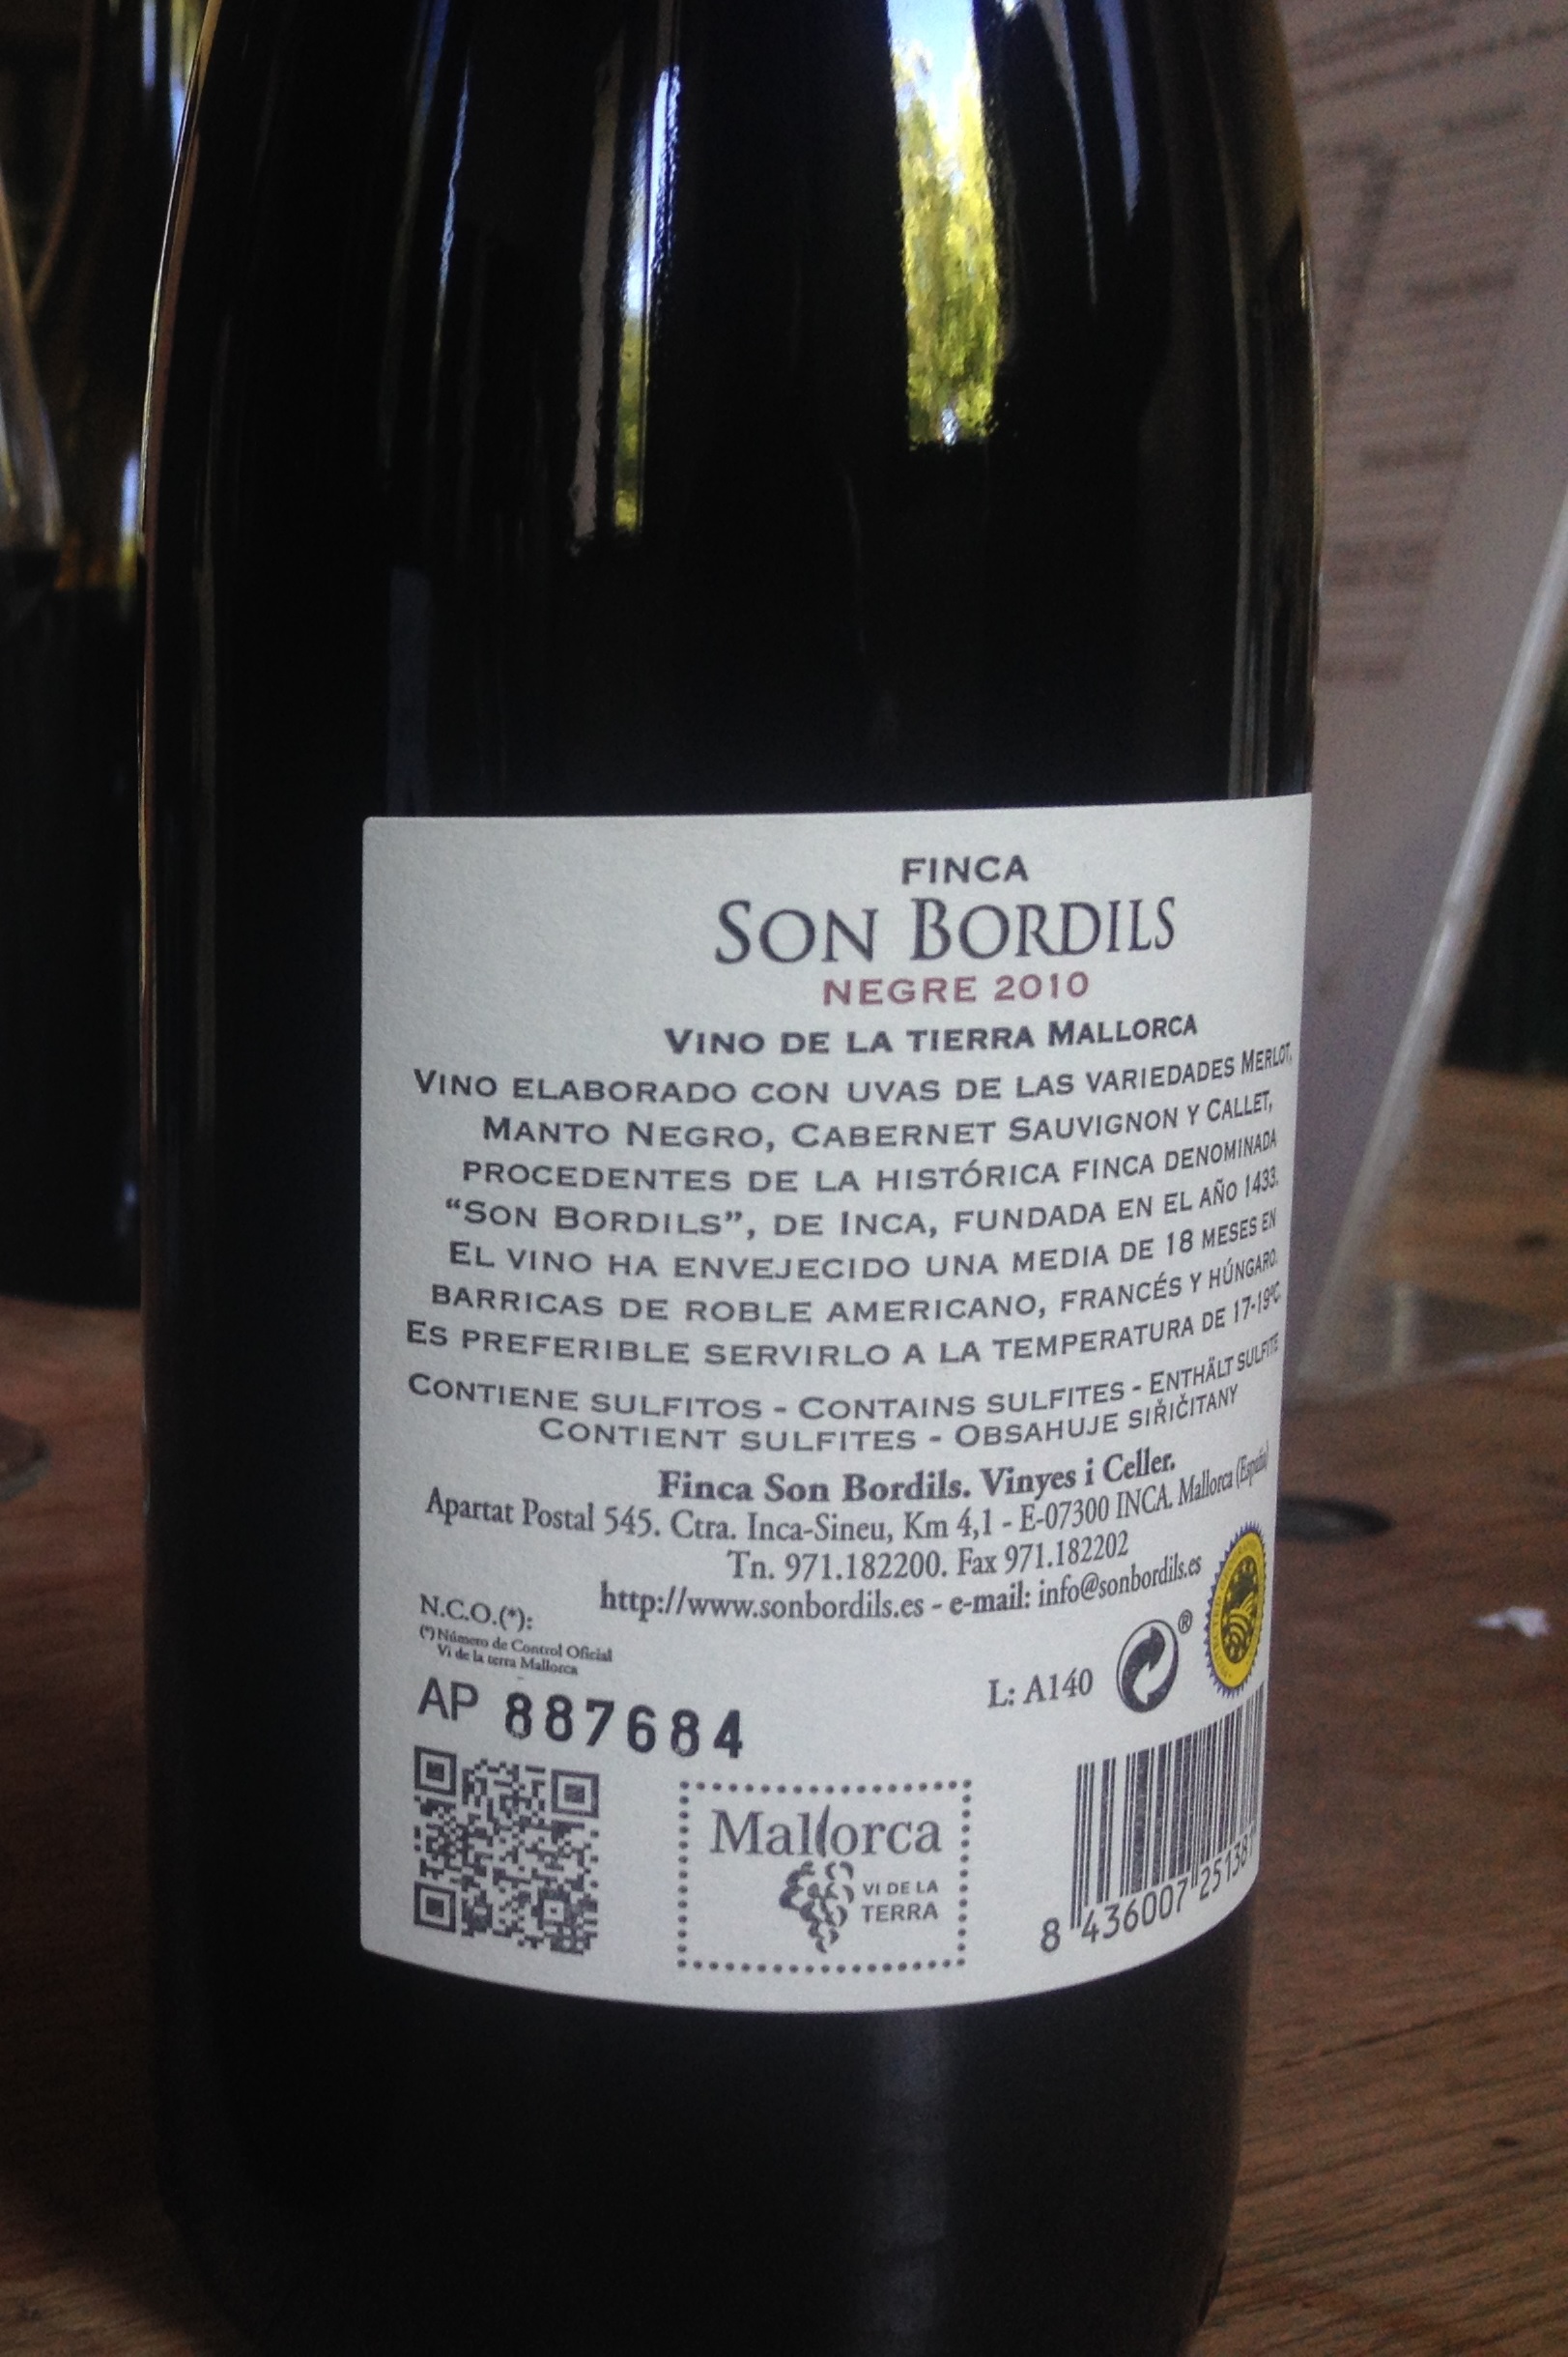 FINCA
SON BORDILS
NEGRE 2010
VINO DE LA TIERRA MALLORCA
VINO ELABORADO CON UVAS DE LAS VARIEDADES MERLOT,
MANTO NEGRO, CABERNET SAUVIGNON Y CALLET,
PROCEDENTES DE LA HISTÓRICA FINCA DENOMINADA
“SON BORDILS”, DE INCA, FUNDADA EN EL AÑO 1433.
EL VINO HA ENVEJECIDO UNA MEDIA DE 18 MESES EN
BARRICAS DE ROBLE AMERICANO, FRANCÉS Y HÚNGARO.
ES PREFERIBLE SERVIRLO A LA TEMPERATURA DE 17-19ºC.
CONTIENE SULFITOS - CONTAINS SULFITES - ENTHÄLT SULFITE
CONTIENT SULFITES - OBSAHUJE SIŘIČITANY
Finca Son Bordils. Vinyes i Celler.
Apartat Postal 545. Ctra. Inca-Sineu, Km 4,1 - E-07300 INCA. Mallorca (España)
Tn. 971.182200. Fax 971.182202
http://www.sonbordils.es - e-mail: info@sonbordils.es
N.C.O.(*):
(*) Número de Control Oficial
Vi de la terra Mallorca
AP 887684
L: A140
®
Mallorca
VI DE LA
TERRA
8 436007 251387